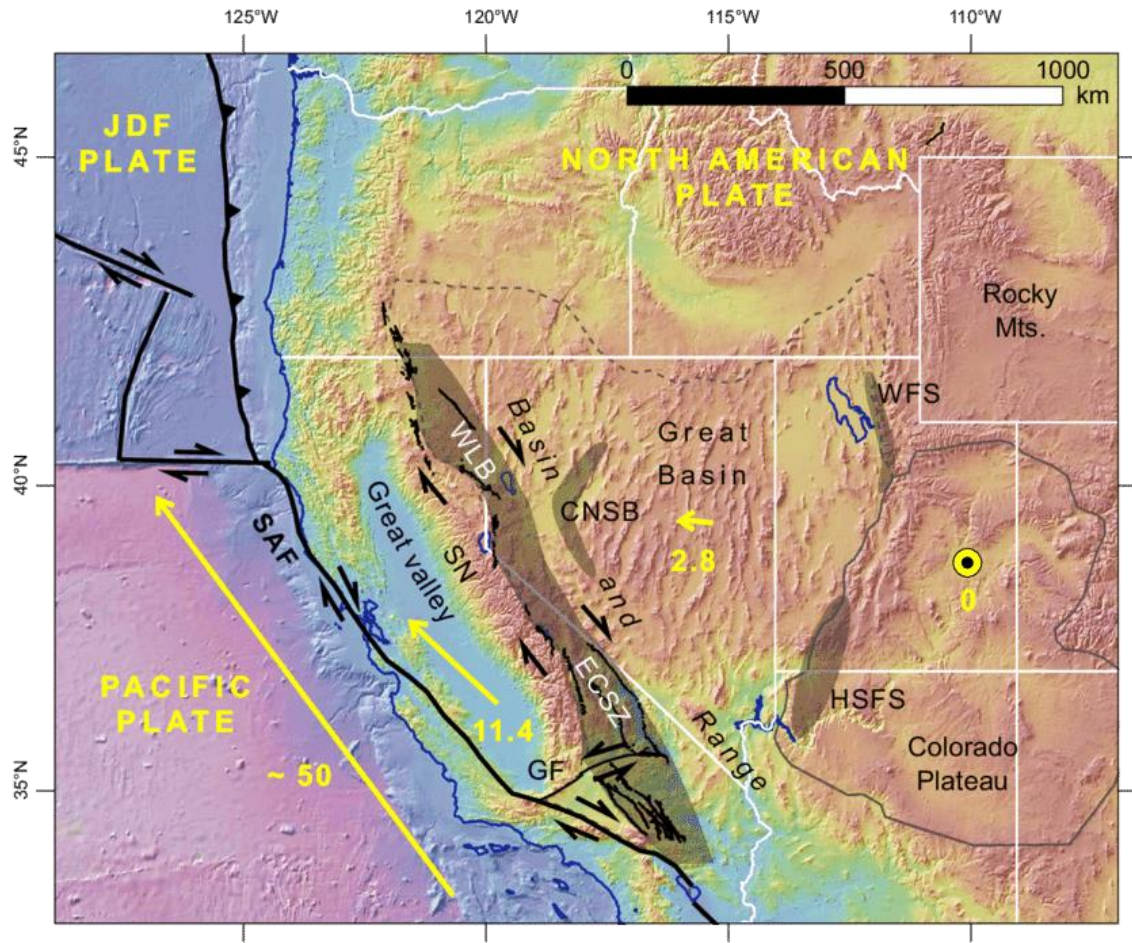 125°W 120°W 115°W 110°W
0 500 1000
km
JDF
PLATE
NORTH AMERICAN
PLATE
45°N
Rocky
Mts.
WFS
Basin
Great
Basin
WLB
40°N
CNSB
Great valley
SAF
SN
2.8
and
0
PACIFIC
PLATE
ECSZ
11.4
HSFS
Range
~ 50
GF
Colorado
Plateau
35°N